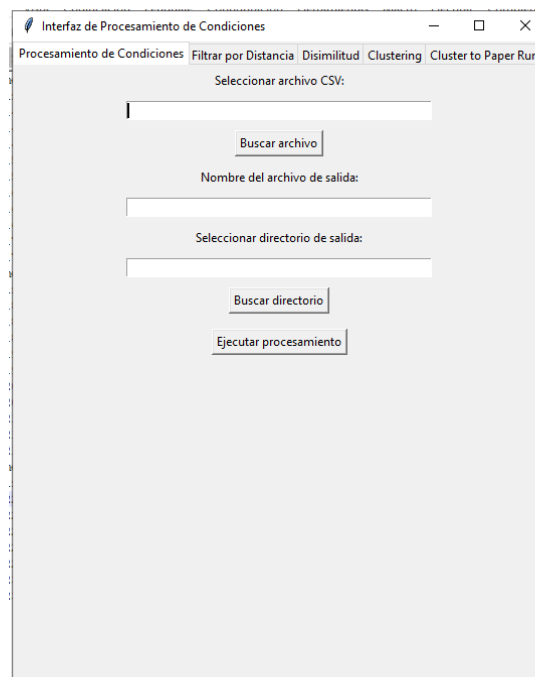 Interfaz de Procesamiento de Condiciones
Procesamiento de Condiciones Filtrar por Distancia Disimilitud Clustering Cluster to Paper Run
Seleccionar archivo CSV:
Buscar archivo
Nombre del archivo de salida:
Seleccionar directorio de salida:
Buscar directorio
Ejecutar procesamiento